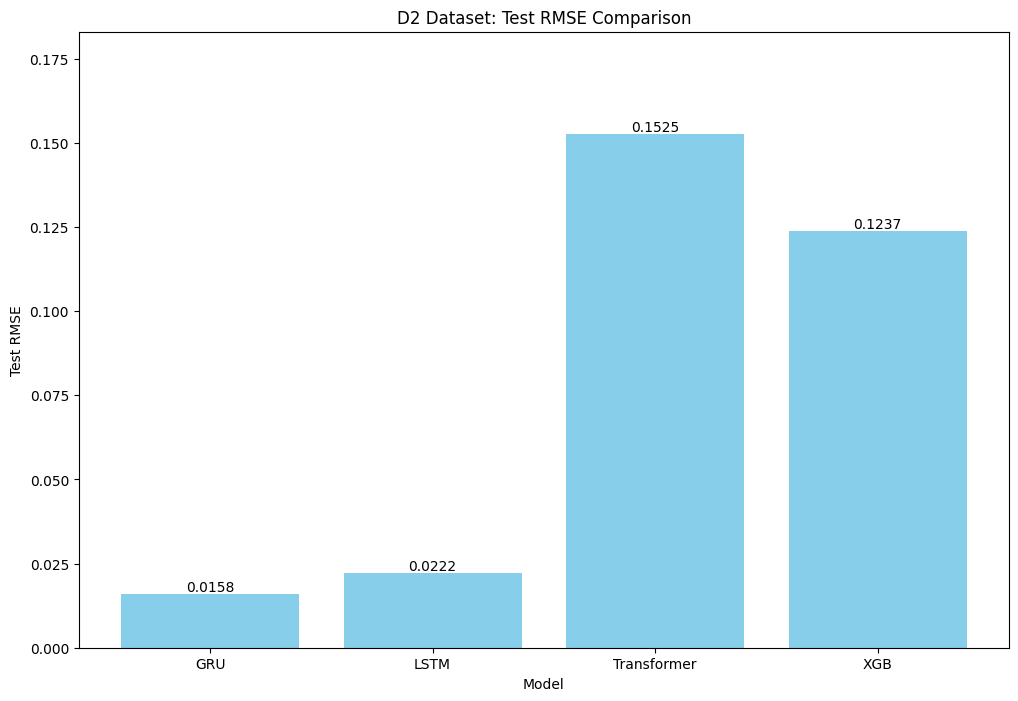 D2 Dataset: Test RMSE Comparison
Test RMSE
0.175
0.150
0.125
0.100
0.075
0.050
0.025
0.000
0.0158
0.0222
0.1525
0.1237
GRU
LSTM
Transformer
XGB
Model